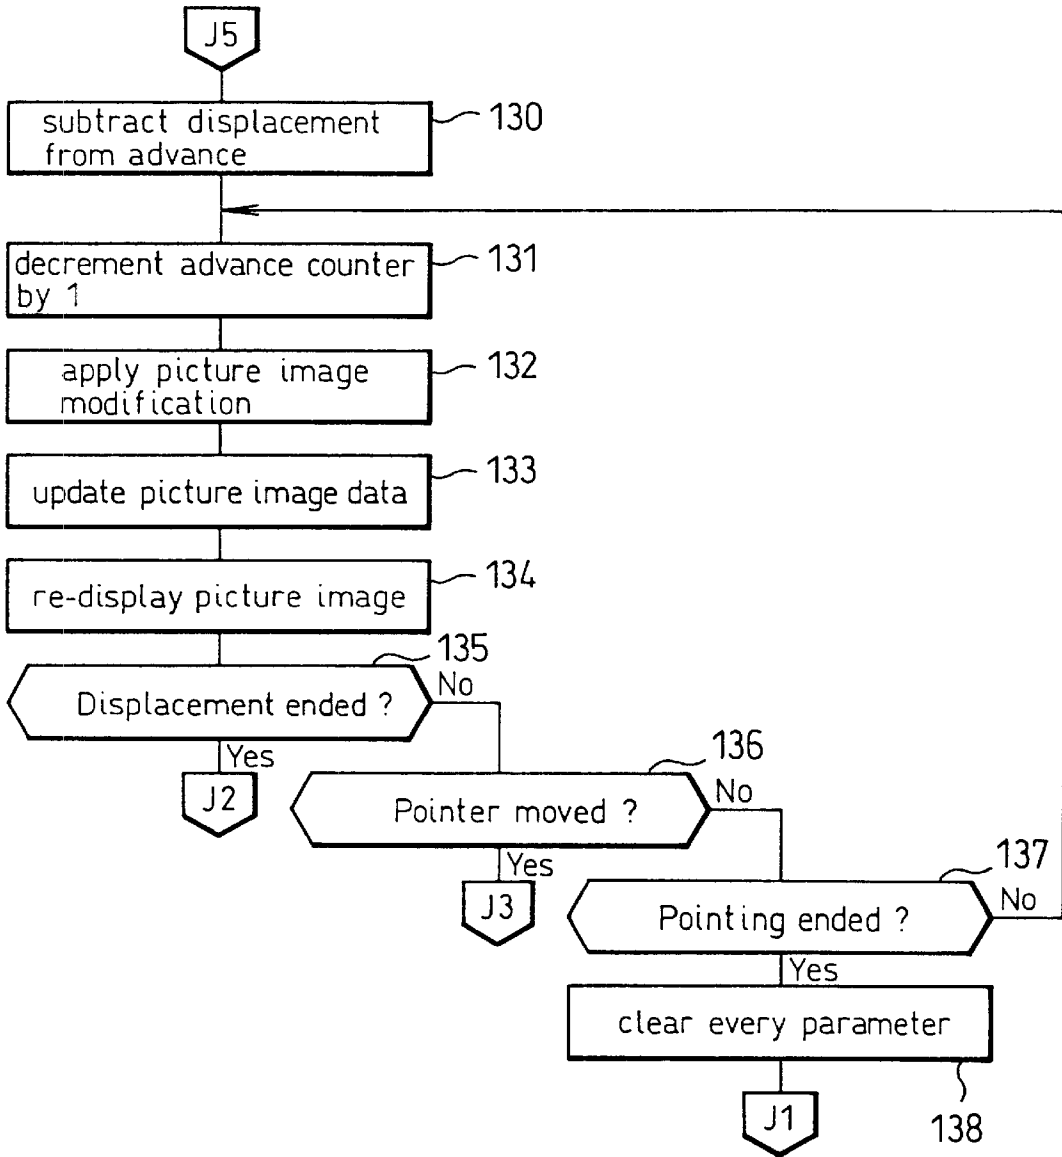 J5
subtract displacement
from advance
130
decrement advance counter
by 1
131
apply picture image
modification
132
update picture image data
133
re-display picture image
134
135
Displacement ended ?
No
Yes
J2
136
Pointer moved ?
No
Yes
J3
137
Pointing ended ?
No
Yes
clear every parameter
138
J1